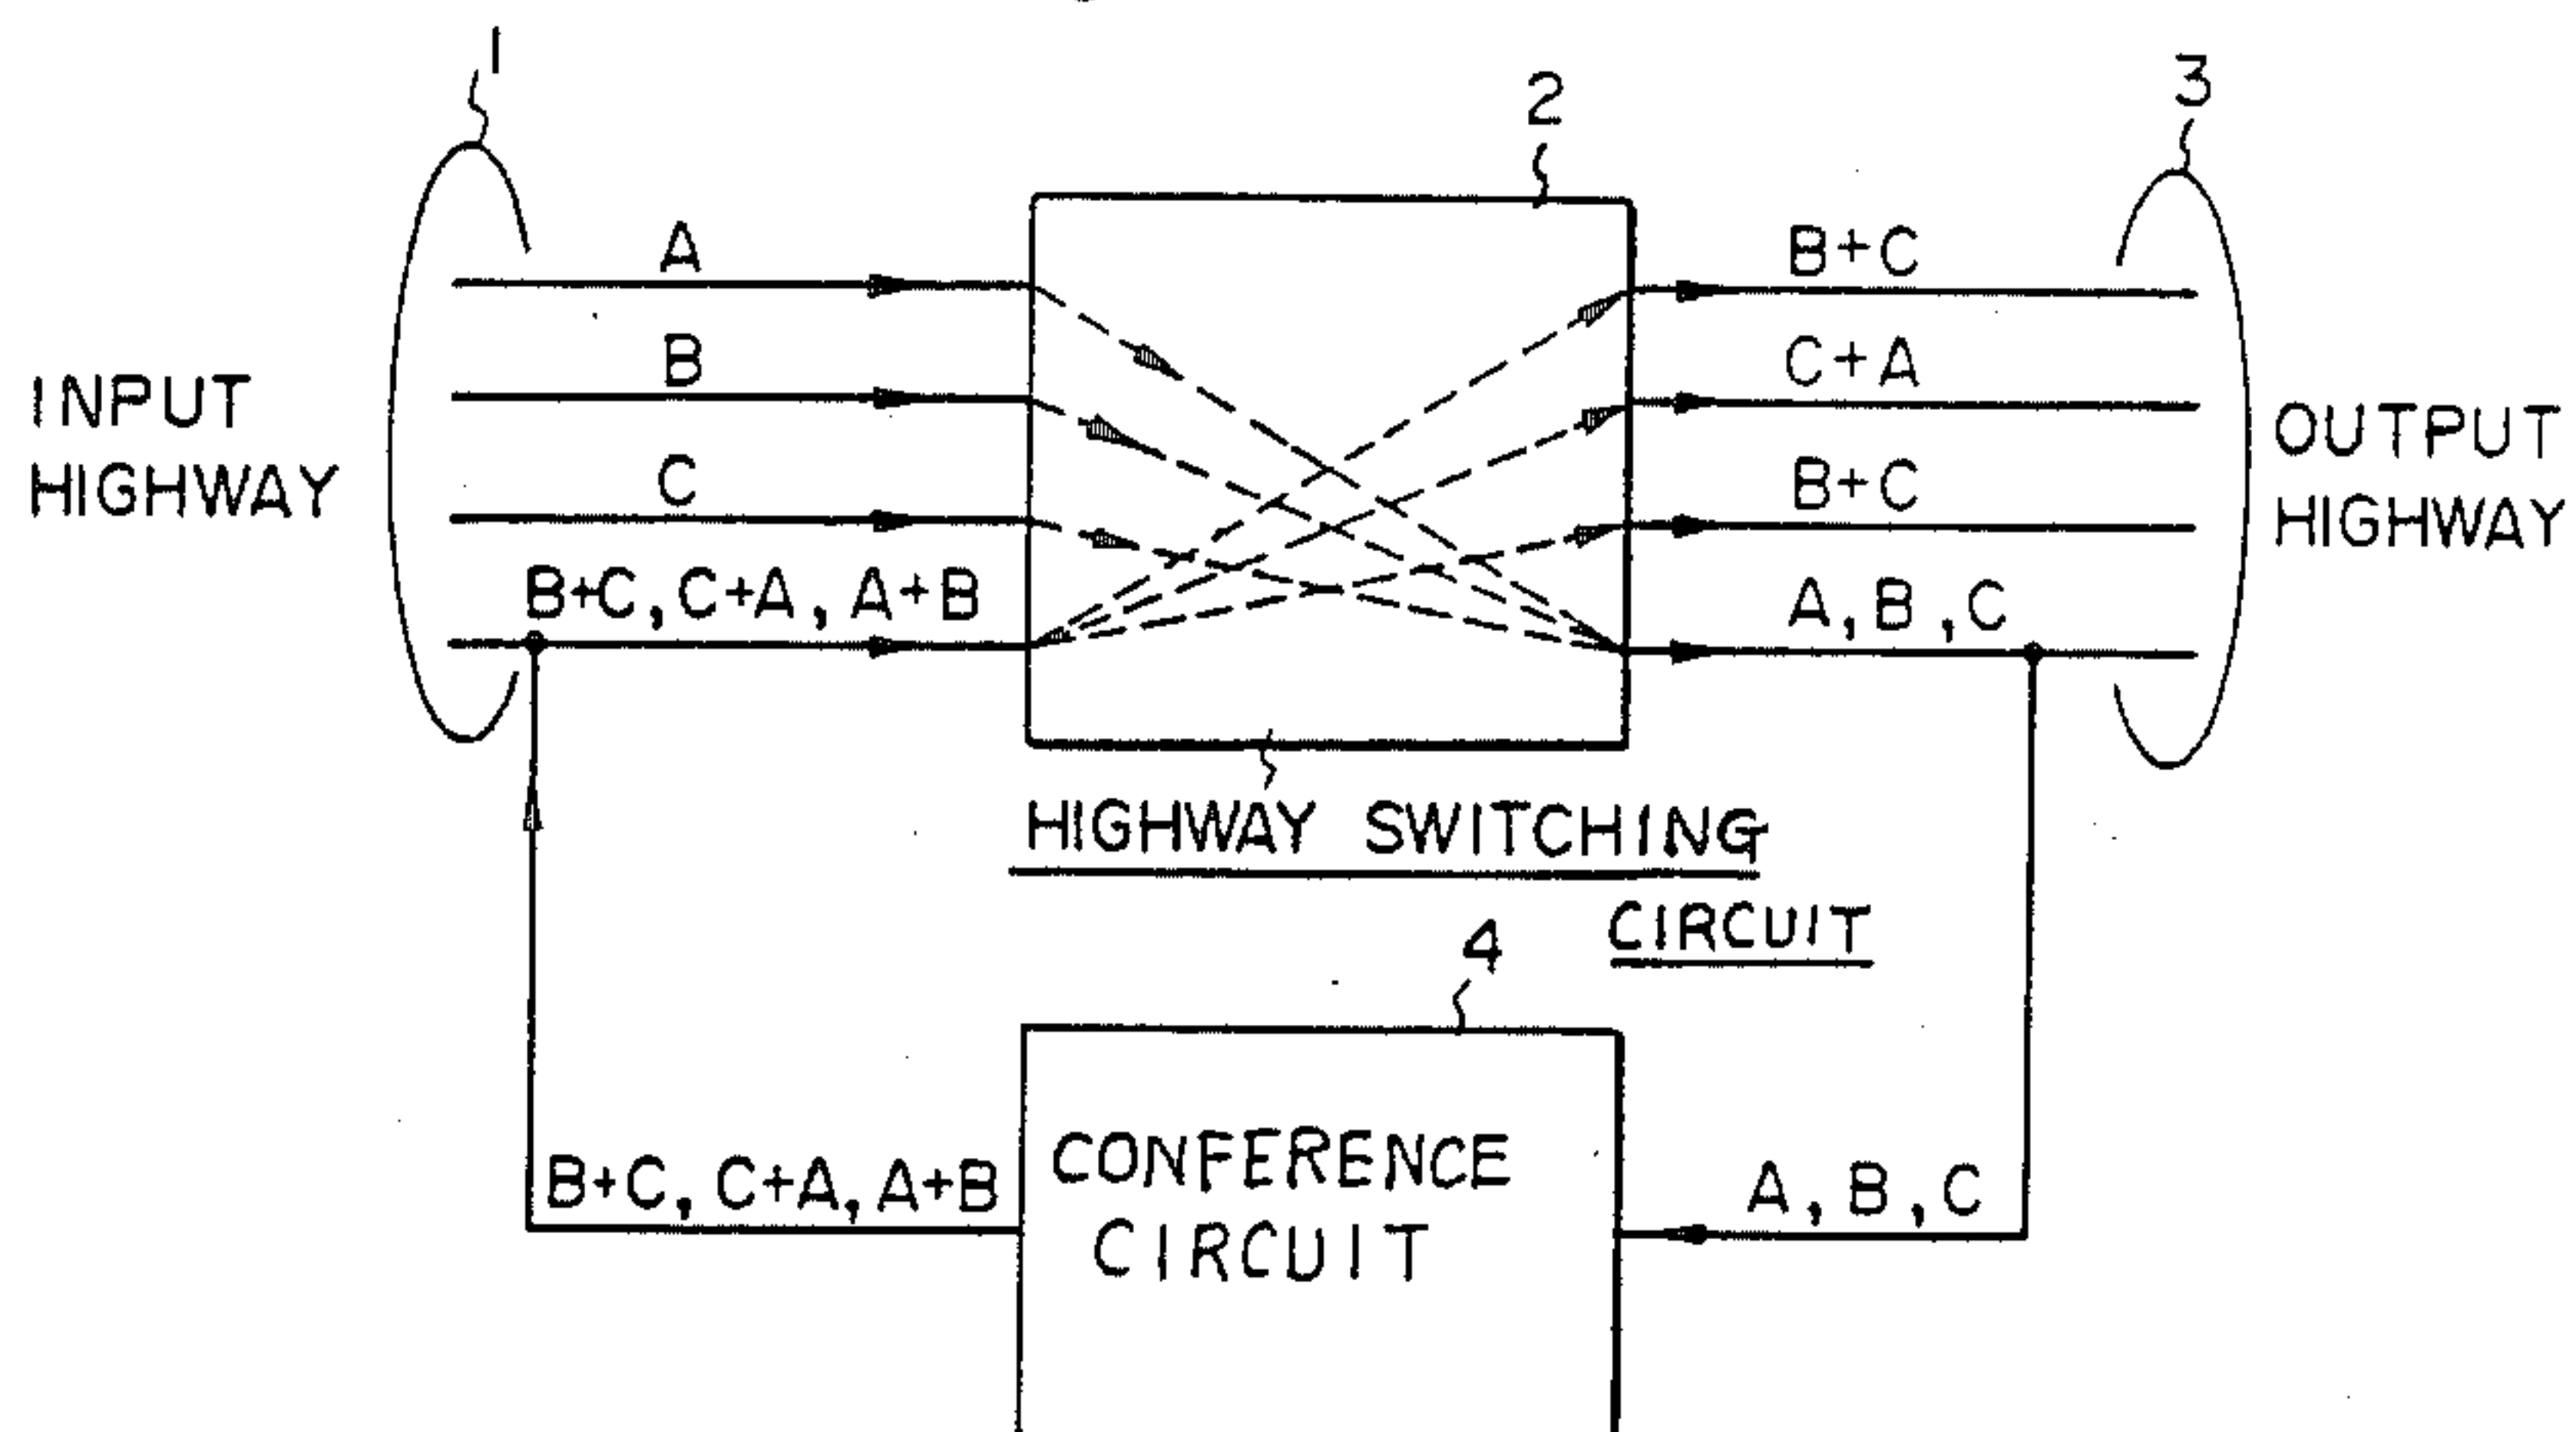 1
2
3
A
B+C
B
C+A
INPUT
HIGHWAY
C
B+C
OUTPUT
HIGHWAY
B+C, C+A, A+B
A, B, C
HIGHWAY SWITCHING
CIRCUIT
4
CONFERENCE
CIRCUIT
B+C, C+A, A+B
A, B, C